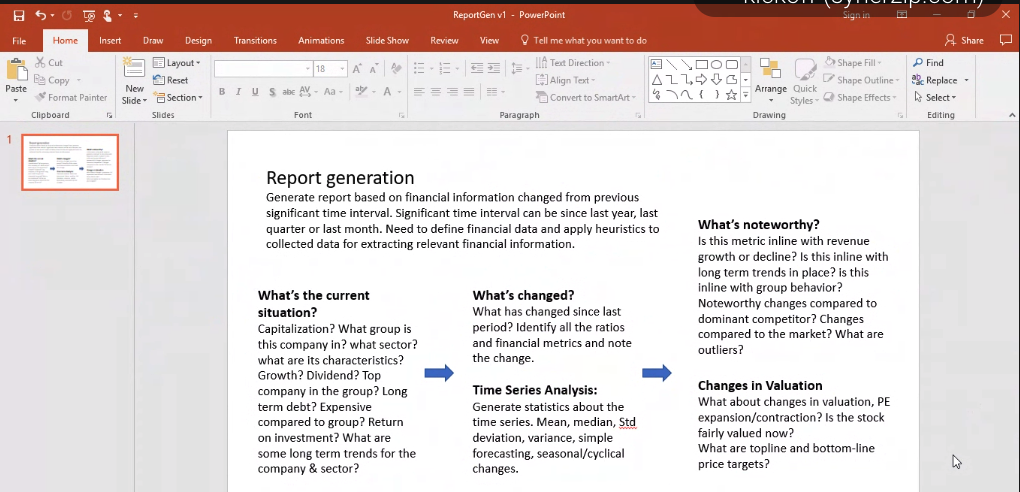 ReportGen v1 - PowerPoint
Sign in
File Home Insert Draw Design Transitions Animations Slide Show Review View Tell me what you want to do Share
Paste
Cut
Copy
Format Painter
Clipboard
New
Slide
Layout
Reset
Section
Slides
18
B I U S abc AV Aa A
Font
Text Direction
Align Text
Convert to SmartArt
Paragraph
Arrange
Quick
Styles
Shape Fill
Shape Outline
Shape Effects
Drawing
Find
Replace
Select
Editing
1
Report generation
Generate report based on financial information changed from previous
significant time interval. Significant time interval can be since last year, last
quarter or last month. Need to define financial data and apply heuristics to
collected data for extracting relevant financial information.
What's the current
situation?
Capitalization? What group is
this company in? what sector?
what are its characteristics?
Growth? Dividend? Top
company in the group? Long
term debt? Expensive
compared to group? Return
on investment? What are
some long term trends for the
company & sector?
What's changed?
What has changed since last
period? Identify all the ratios
and financial metrics and note
the change.
Time Series Analysis:
Generate statistics about the
time series. Mean, median, Std
deviation, variance, simple
forecasting, seasonal/cyclical
changes.
What's noteworthy?
Is this metric inline with revenue
growth or decline? Is this inline with
long term trends in place? Is this
inline with group behavior?
Noteworthy changes compared to
dominant competitor? Changes
compared to the market? What are
outliers?
Changes in Valuation
What about changes in valuation, PE
expansion/contraction? Is the stock
fairly valued now?
What are topline and bottom-line
price targets?